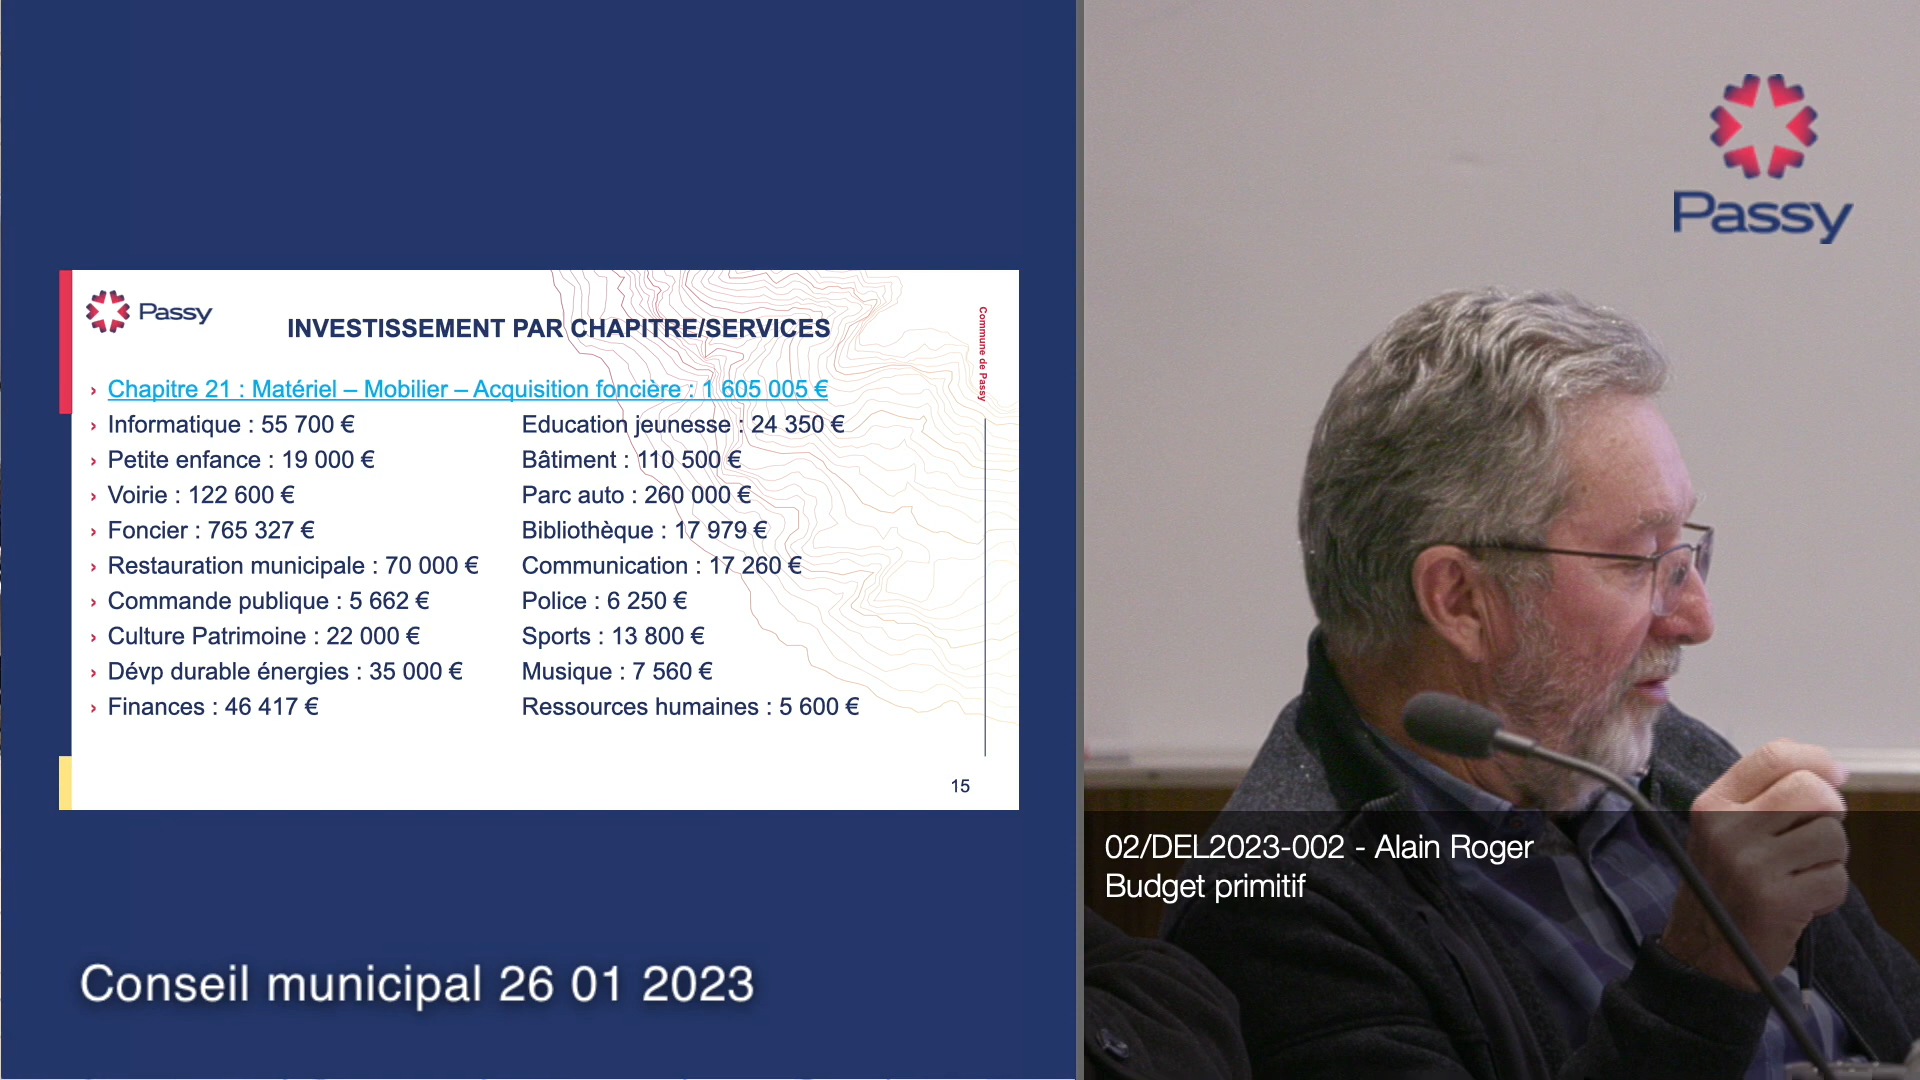 Passy
INVESTISSEMENT PAR CHAPITRE/SERVICES
Commune de Passy
› Chapitre 21 : Matériel – Mobilier – Acquisition foncière : 1 605 005 €
› Informatique : 55 700 € Education jeunesse : 24 350 €
› Petite enfance : 19 000 € Bâtiment : 110 500 €
› Voirie : 122 600 € Parc auto : 260 000 €
› Foncier : 765 327 € Bibliothèque : 17 979 €
› Restauration municipale : 70 000 € Communication : 17 260 €
› Commande publique : 5 662 € Police : 6 250 €
› Culture Patrimoine : 22 000 € Sports : 13 800 €
› Dévp durable énergies : 35 000 € Musique : 7 560 €
› Finances : 46 417 € Ressources humaines : 5 600 €
15
Conseil municipal 26 01 2023
Passy
02/DEL2023-002 - Alain Roger
Budget primitif